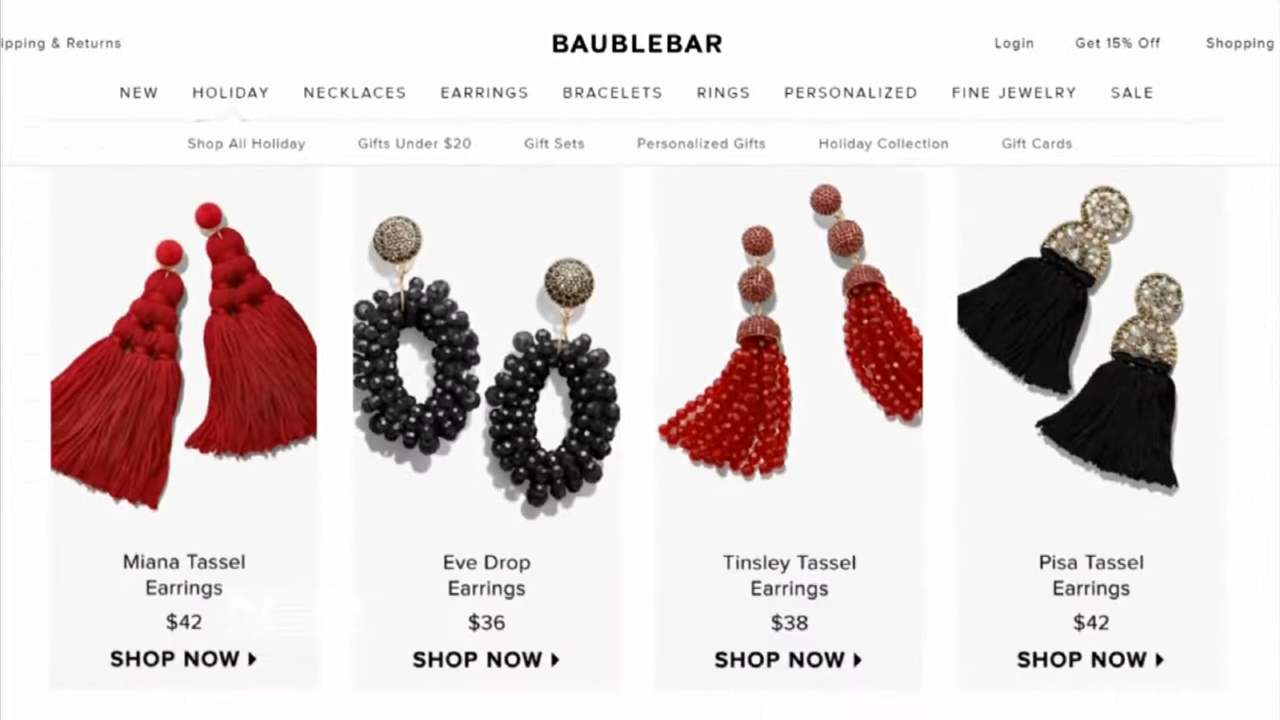 ipping & Returns BAUBLEBAR Login Get 15% Off Shopping
NEW HOLIDAY NECKLACES EARRINGS BRACELETS RINGS PERSONALIZED FINE JEWELRY SALE
Shop All Holiday Gifts Under $20 Gift Sets Personalized Gifts Holiday Collection Gift Cards
Miana Tassel
Earrings
$42
SHOP NOW
Eve Drop
Earrings
$36
SHOP NOW
Tinsley Tassel
Earrings
$38
SHOP NOW
Pisa Tassel
Earrings
$42
SHOP NOW